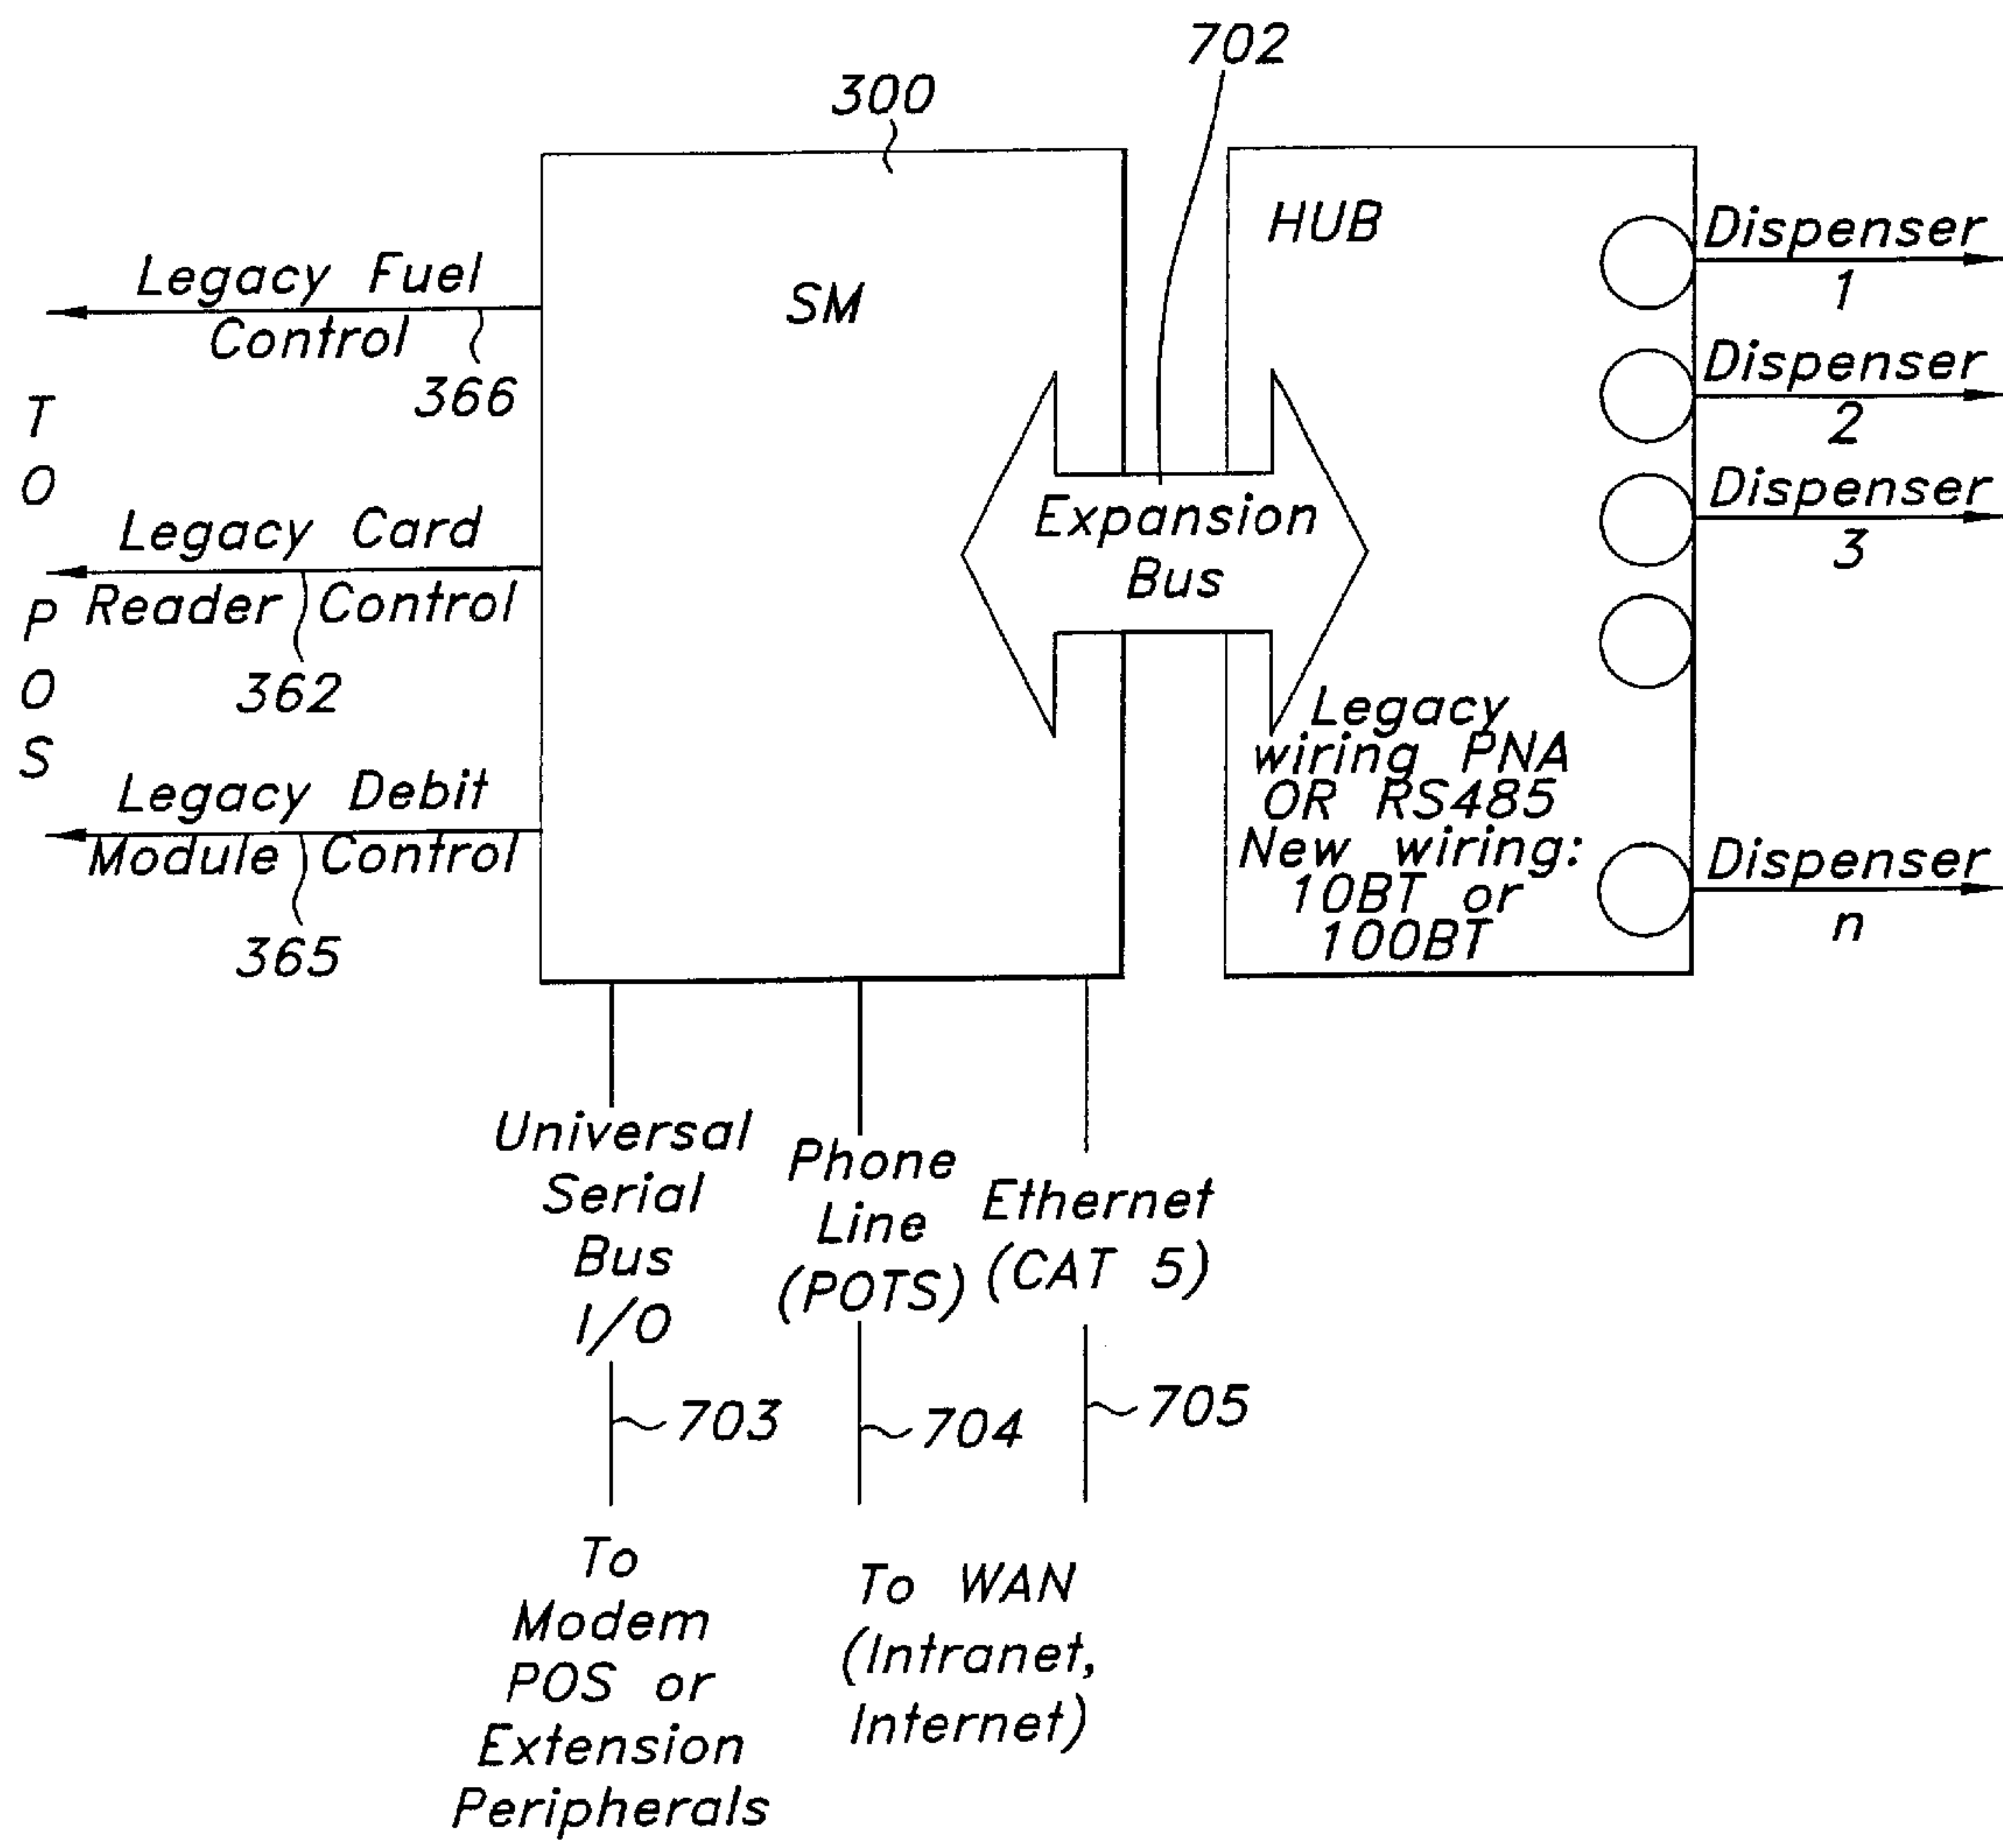 702
300
HUB
SM
Legacy Fuel
Control
366
TO POS
Legacy Card
Reader Control
362
Legacy Debit
Module Control
365
Expansion
Bus
Dispenser
1
Dispenser
2
Dispenser
3
Legacy
wiring PNA
OR RS485
New wiring:
10BT or
100BT
Dispenser
n
Universal
Serial
Bus
I/O
Phone
Line
(POTS)
Ethernet
(CAT 5)
703
704
705
To
Modem
POS or
Extension
Peripherals
To WAN
(Intranet,
Internet)